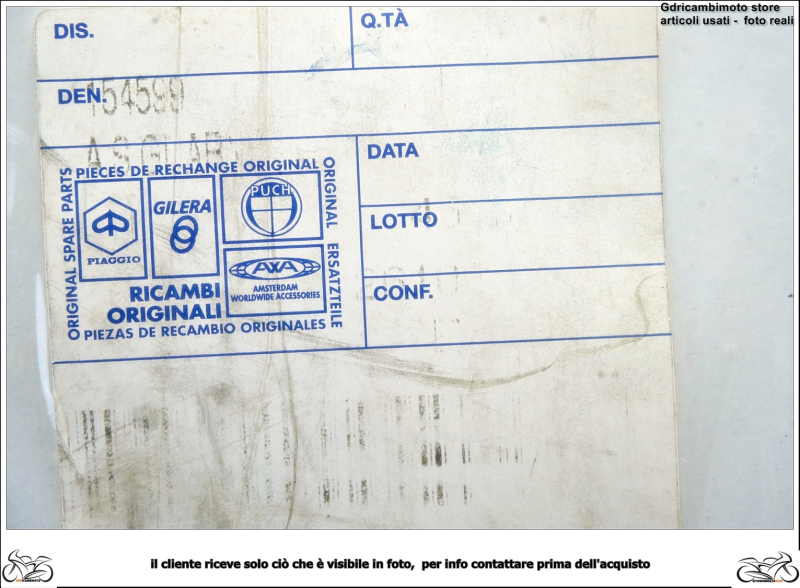 Gdricambimoto store
articoli usati - foto reali
DIS.
Q.TÀ
DEN.
154599
DATA
LOTTO
CONF.
PIECES DE RECHANGE ORIGINAL
ORIGINAL SPARE PARTS
ORIGINAL ERSATZTEILE
PIAGGIO
GILERA
PUCH
AXA
AMSTERDAM
WORLDWIDE ACCESSORIES
RICAMBI
ORIGINALI
PIEZAS DE RECAMBIO ORIGINALES
il cliente riceve solo ciò che è visibile in foto, per info contattare prima dell'acquisto